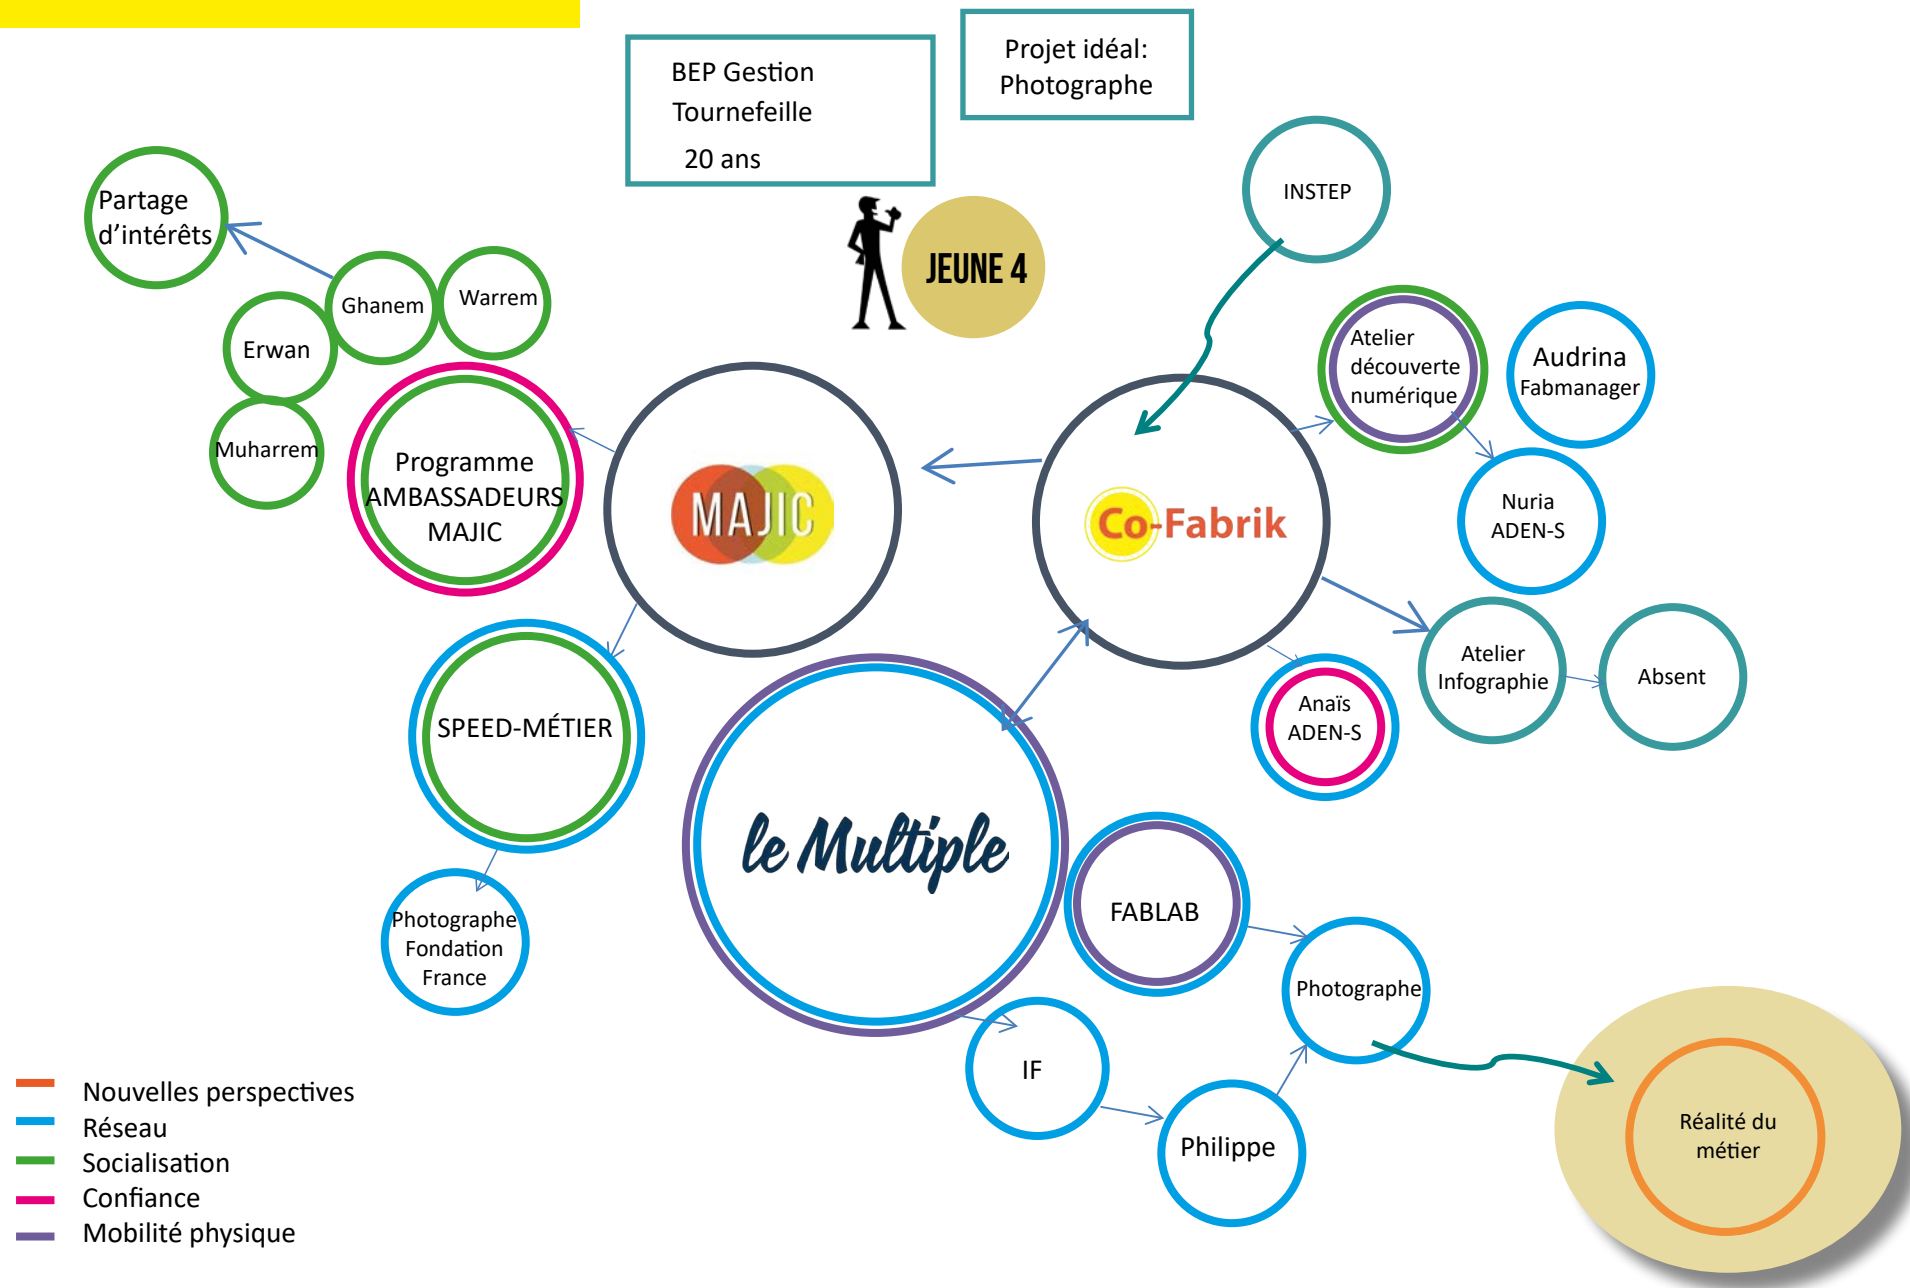 BEP Gestion
Tournefeille
20 ans
Projet idéal:
Photographe
JEUNE 4
INSTEP
Partage
d’intérêts
Ghanem
Warrem
Erwan
Muharrem
Programme
AMBASSADEURS
MAJIC
MAJIC
Co-Fabrik
Atelier
découverte
numérique
Audrina
Fabmanager
Nuria
ADEN-S
Atelier
Infographie
Absent
Anaïs
ADEN-S
SPEED-MÉTIER
Photographe
Fondation
France
le Multiple
FABLAB
Photographe
IF
Philippe
Réalité du
métier
Nouvelles perspectives
Réseau
Socialisation
Confiance
Mobilité physique